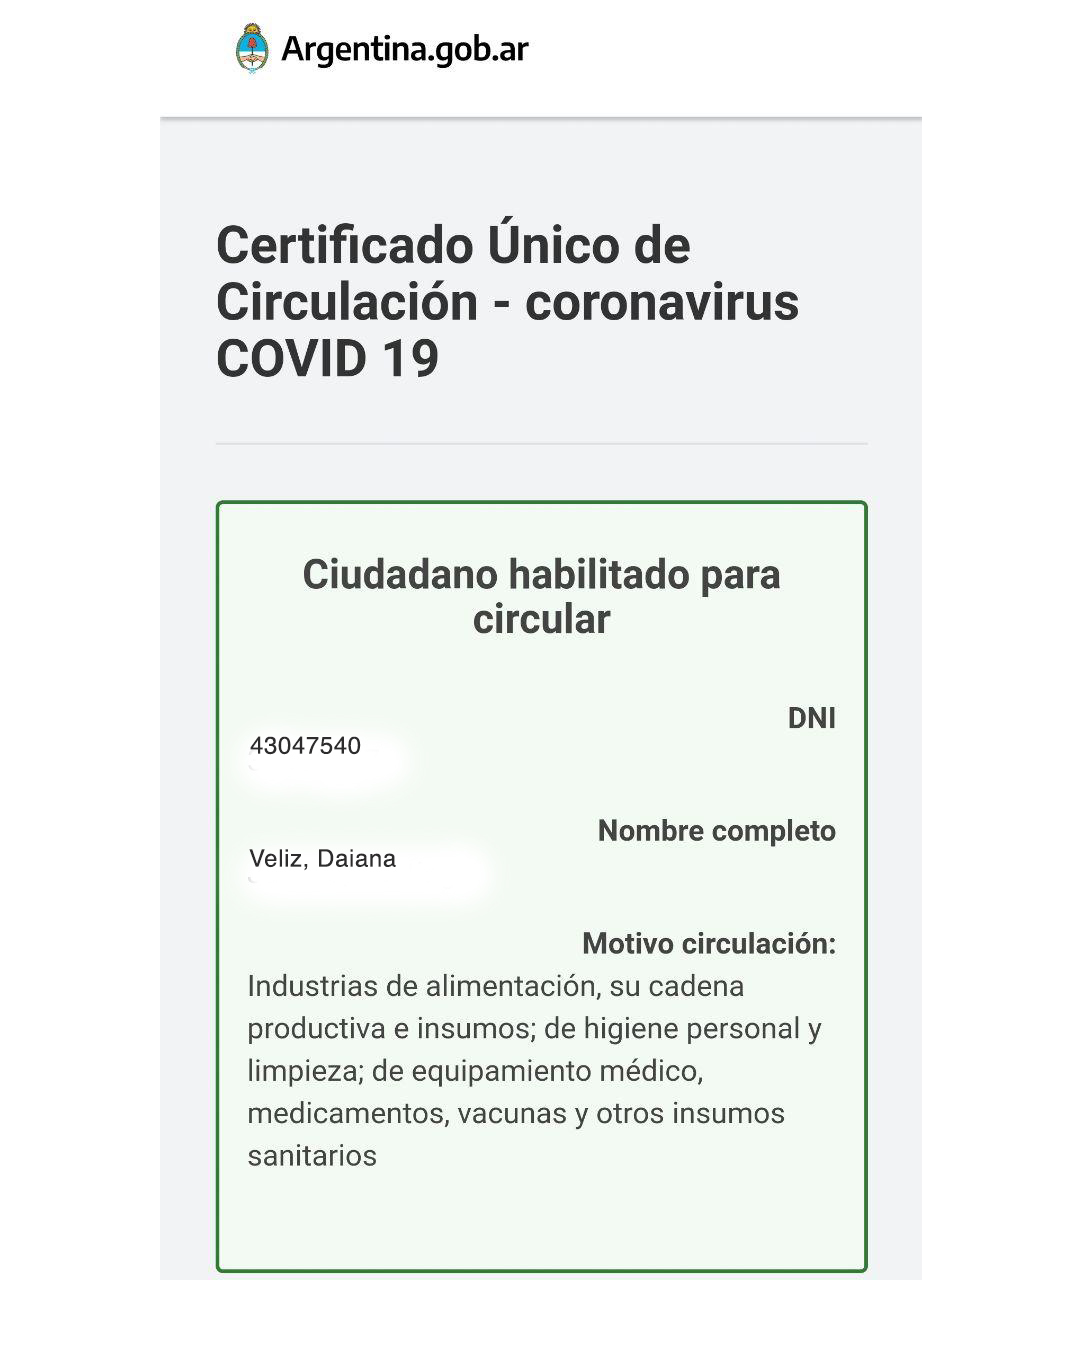 Argentina.gob.ar
Certificado Único de
Circulación - coronavirus
COVID 19
Ciudadano habilitado para
circular
DNI
43047540
Nombre completo
Veliz, Daiana
Motivo circulación:
Industrias de alimentación, su cadena
productiva e insumos; de higiene personal y
limpieza; de equipamiento médico,
medicamentos, vacunas y otros insumos
sanitarios